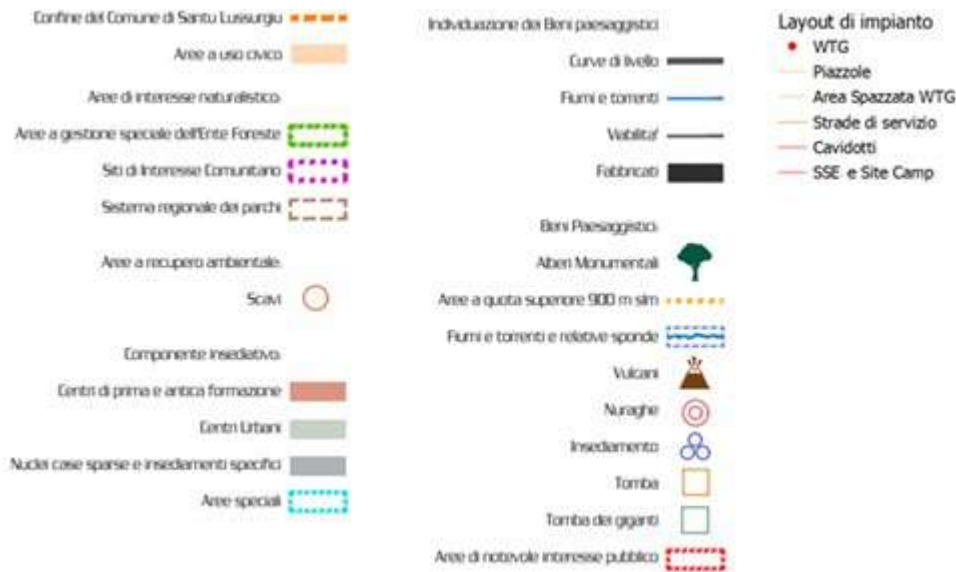 Confine del Comune di Santu Lussurgiu
Aree a uso civico
Aree di interesse naturalistico:
Aree a gestione speciale dell'Ente Foreste
Siti di Interesse Comunitario
Sistema regionale dei parchi
Aree a recupero ambientale:
Scavi
Componente insediativo:
Centri di prima e antica formazione
Centri Urbani
Nuclei case sparse e insediamenti specifici
Aree speciali
Individuazione dei Beni paesaggistici
Curve di livello
Fiumi e torrenti
Viabilita'
Fabbricati
Beni Paesaggistici:
Alberi Monumentali
Aree a quota superiore 900 m slm
Fiumi e torrenti e relative sponde
Vulcani
Nuraghe
Insediamento
Tomba
Tomba dei giganti
Aree di notevole interesse pubblico
Layout di impianto
WTG
Piazzole
Area Spazzata WTG
Strade di servizio
Cavidotti
SSE e Site Camp